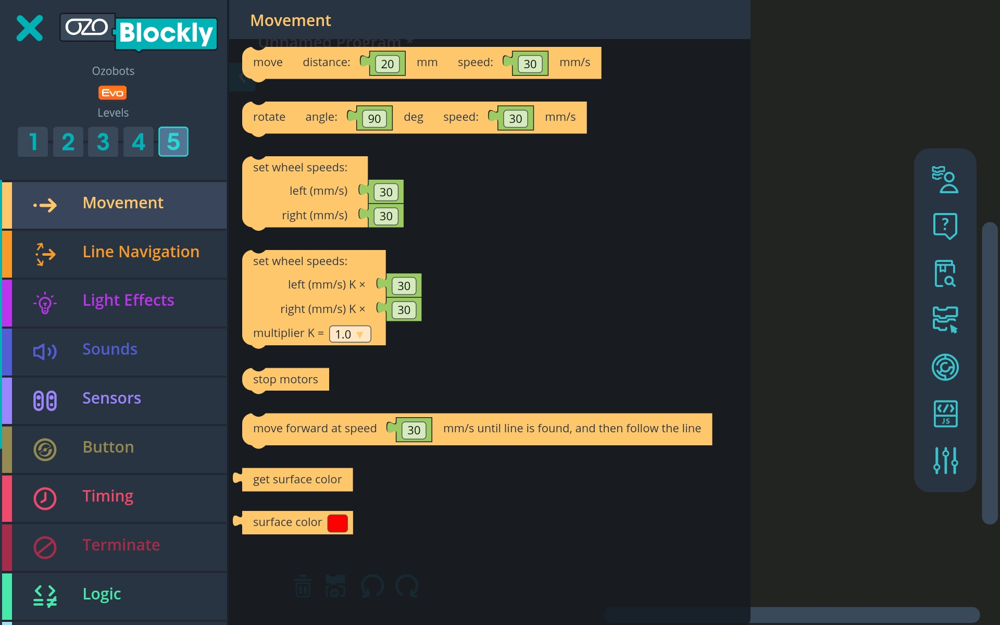 OZO Blockly
Ozobots
Evo
Levels
1 2 3 4 5
Movement
Line Navigation
Light Effects
Sounds
Sensors
Button
Timing
Terminate
Logic
Movement
Unnamed Program *
move distance: 20 mm speed: 30 mm/s
rotate angle: 90 deg speed: 30 mm/s
set wheel speeds:
left (mm/s) 30
right (mm/s) 30
set wheel speeds:
left (mm/s) K × 30
right (mm/s) K × 30
multiplier K = 1.0 ▼
stop motors
move forward at speed 30 mm/s until line is found, and then follow the line
get surface color
surface color
?
</>
JS